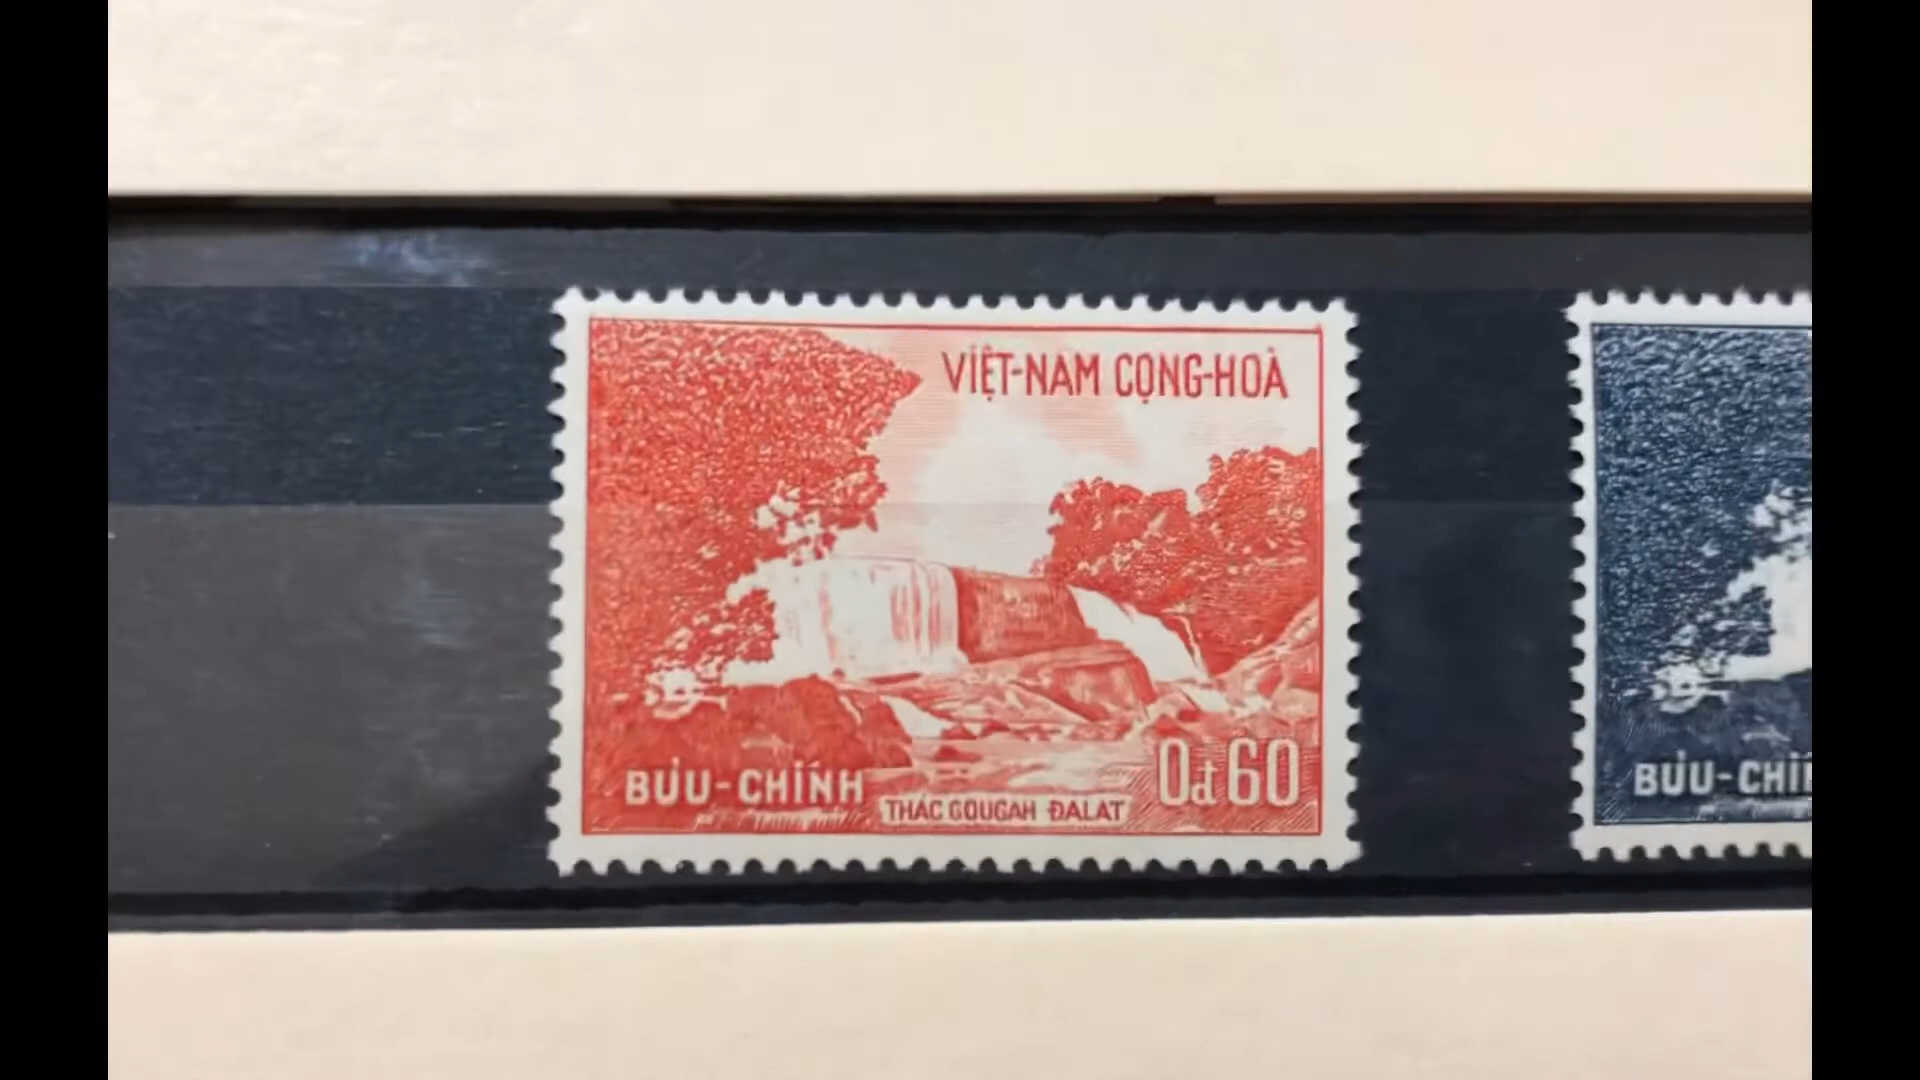 VIỆT-NAM CỘNG-HOÀ
BƯU-CHÍNH
THÁC GOUGAH ĐALAT
0đ60
BƯU-CHÍ